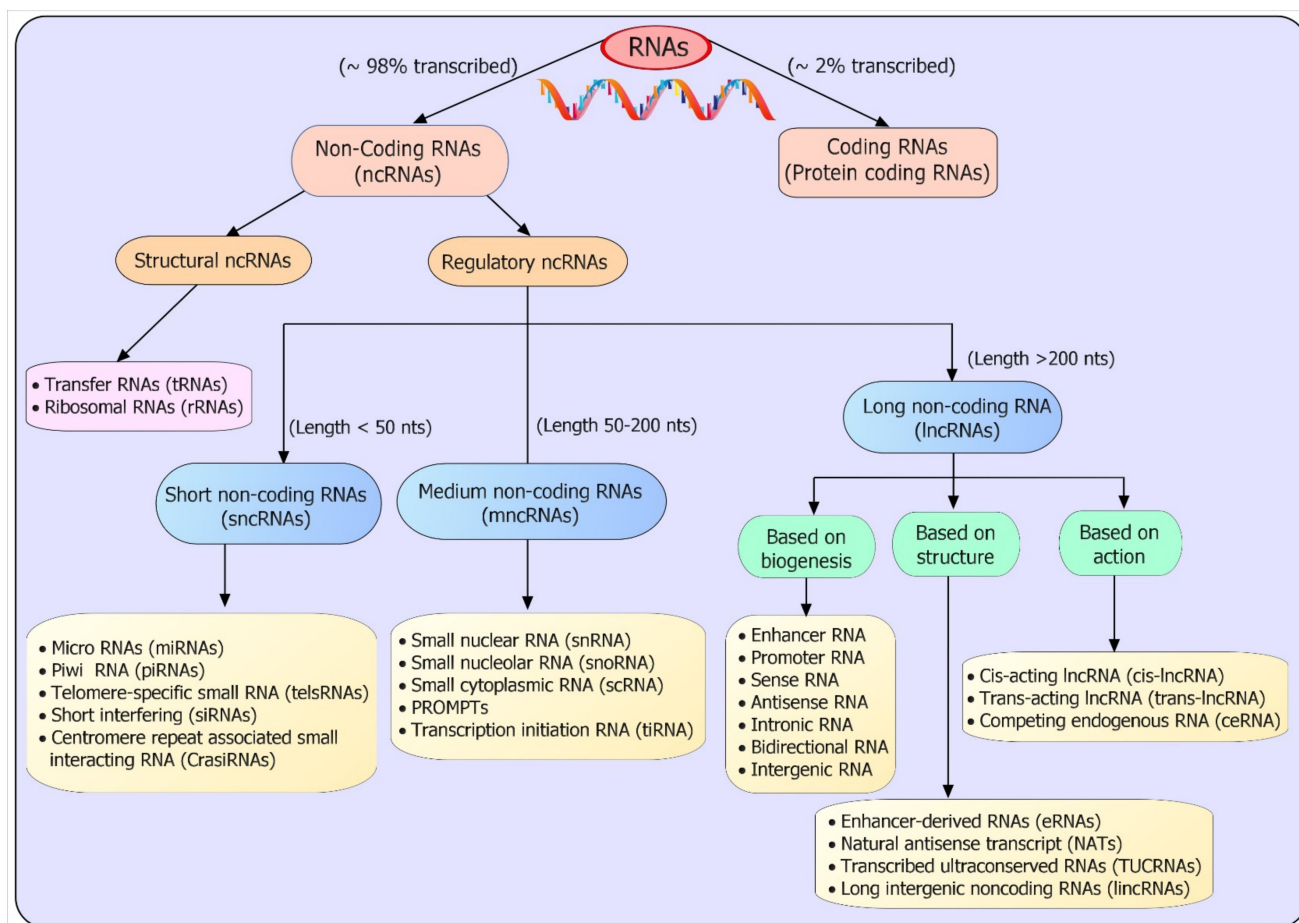 RNAs
(~ 98% transcribed)
(~ 2% transcribed)
Non-Coding RNAs
(ncRNAs)
Coding RNAs
(Protein coding RNAs)
Structural ncRNAs
Regulatory ncRNAs
• Transfer RNAs (tRNAs)
• Ribosomal RNAs (rRNAs)
(Length < 50 nts)
(Length 50-200 nts)
(Length >200 nts)
Short non-coding RNAs
(sncRNAs)
Medium non-coding RNAs
(mncRNAs)
Long non-coding RNA
(lncRNAs)
Based on
biogenesis
Based on
structure
Based on
action
• Micro RNAs (miRNAs)
• Piwi RNA (piRNAs)
• Telomere-specific small RNA (telsRNAs)
• Short interfering (siRNAs)
• Centromere repeat associated small
interacting RNA (CrasiRNAs)
• Small nuclear RNA (snRNA)
• Small nucleolar RNA (snoRNA)
• Small cytoplasmic RNA (scRNA)
• PROMPTs
• Transcription initiation RNA (tiRNA)
• Enhancer RNA
• Promoter RNA
• Sense RNA
• Antisense RNA
• Intronic RNA
• Bidirectional RNA
• Intergenic RNA
• Cis-acting lncRNA (cis-lncRNA)
• Trans-acting lncRNA (trans-lncRNA)
• Competing endogenous RNA (ceRNA)
• Enhancer-derived RNAs (eRNAs)
• Natural antisense transcript (NATs)
• Transcribed ultraconserved RNAs (TUCRNAs)
• Long intergenic noncoding RNAs (lincRNAs)